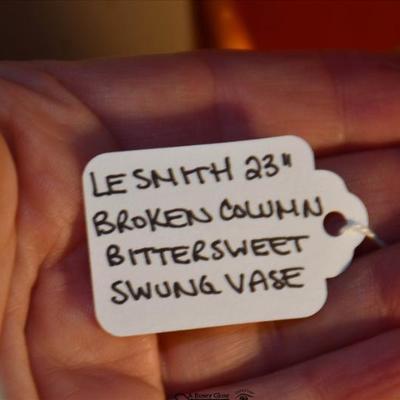 LE SMITH 23"
BROKEN COLUMN
BITTERSWEET
SWUNG VASE